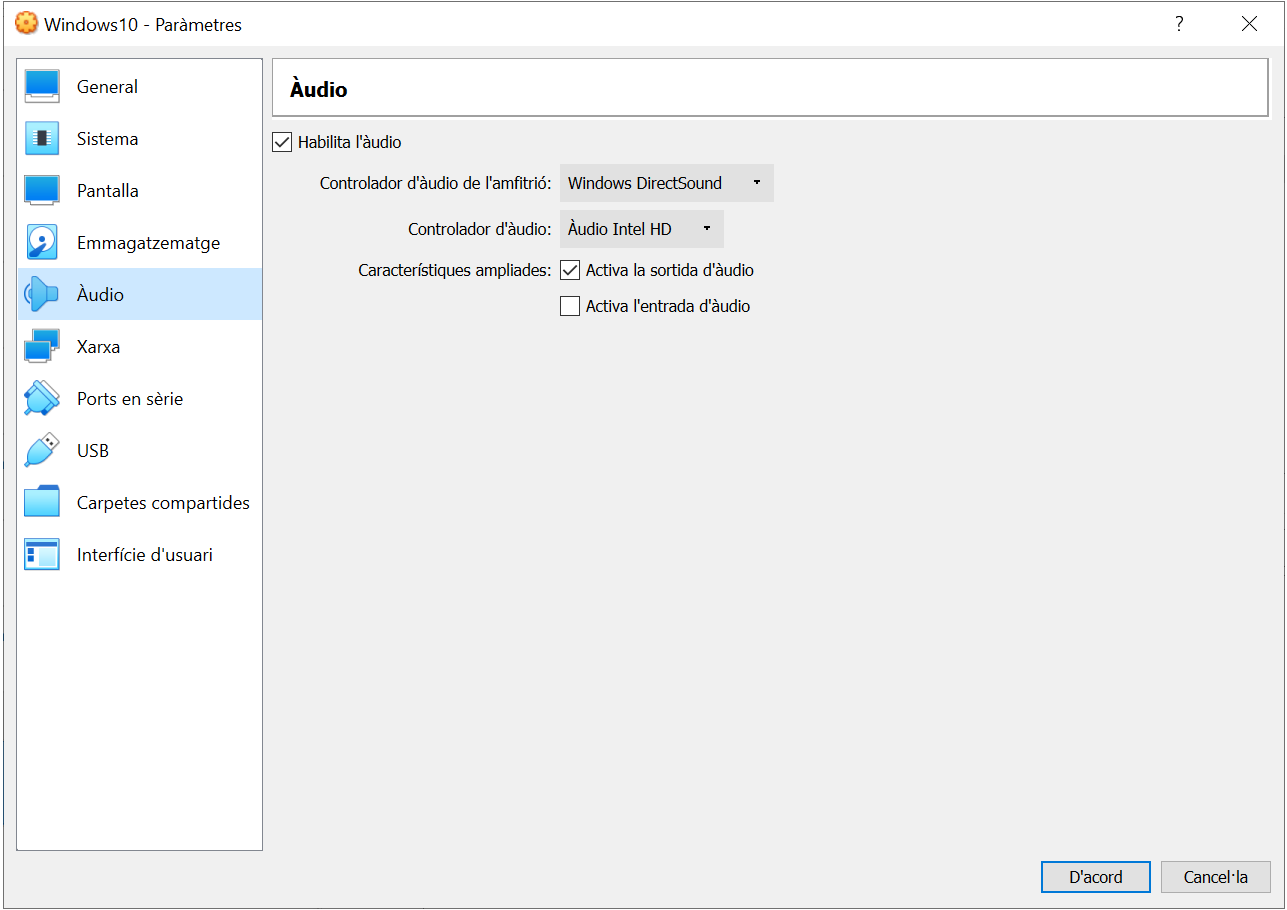 Windows10 - Paràmetres
?
General
Sistema
Pantalla
Emmagatzematge
Àudio
Xarxa
Ports en sèrie
USB
Carpetes compartides
Interfície d'usuari
Àudio
Habilita l'àudio
Controlador d'àudio de l'amfitrió: Windows DirectSound
Controlador d'àudio: Àudio Intel HD
Característiques ampliades: Activa la sortida d'àudio
Activa l'entrada d'àudio
D'acord Cancel·la